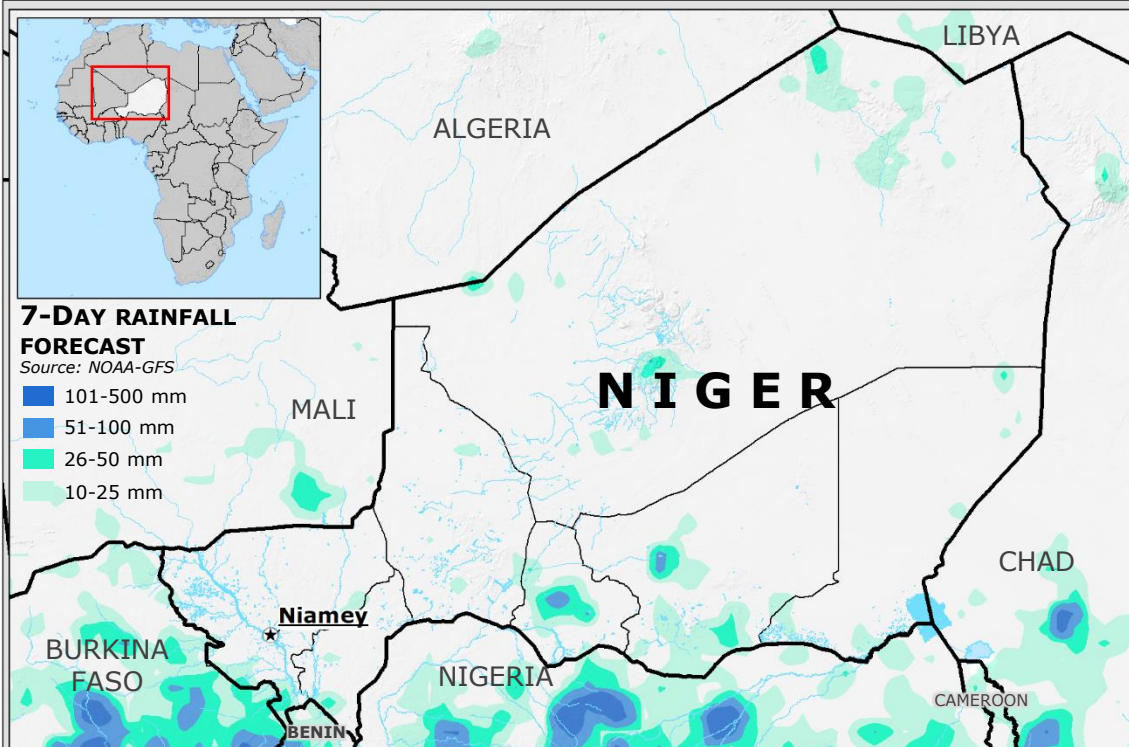 LIBYA
ALGERIA
7-DAY RAINFALL
FORECAST
Source: NOAA-GFS
101-500 mm
51-100 mm
26-50 mm
10-25 mm
MALI
NIGER
CHAD
Niamey
BURKINA
FASO
NIGERIA
BENIN
CAMEROON